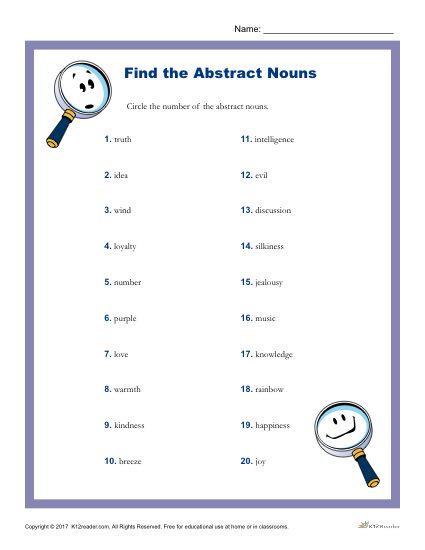 Name: ____________________
Find the Abstract Nouns
Circle the number of the abstract nouns.
1. truth
2. idea
3. wind
4. loyalty
5. number
6. purple
7. love
8. warmth
9. kindness
10. breeze
11. intelligence
12. evil
13. discussion
14. silkiness
15. jealousy
16. music
17. knowledge
18. rainbow
19. happiness
20. joy
Copyright © 2017 K12reader.com. All Rights Reserved. Free for educational use at home or in classrooms.
K12Reader